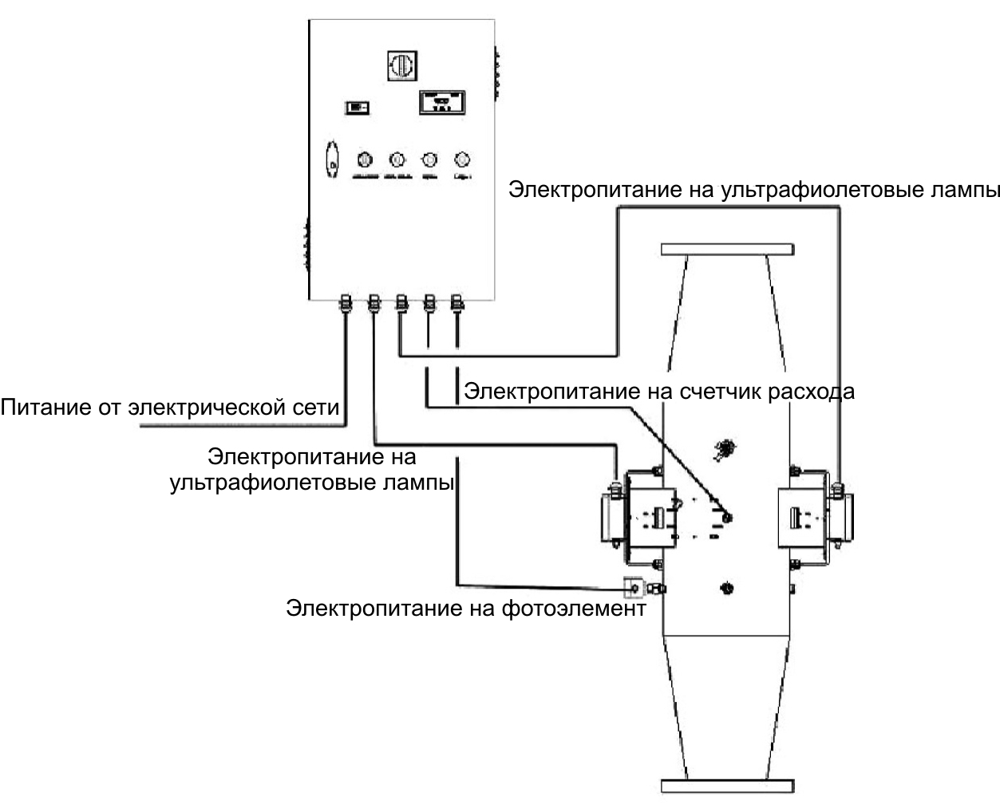 Электропитание на ультрафиолетовые лампы
Электропитание на счетчик расхода
Питание от электрической сети
Электропитание на
ультрафиолетовые лампы
Электропитание на фотоэлемент